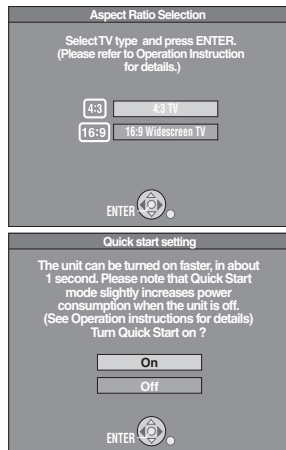 Aspect Ratio Selection
Select TV type and press ENTER.
(Please refer to Operation Instruction
for details.)
4:3 4:3 TV
16:9 16:9 Widescreen TV
ENTER
Quick start setting
The unit can be turned on faster, in about
1 second. Please note that Quick Start
mode slightly increases power
consumption when the unit is off.
(See Operation instructions for details)
Turn Quick Start on ?
On
Off
ENTER